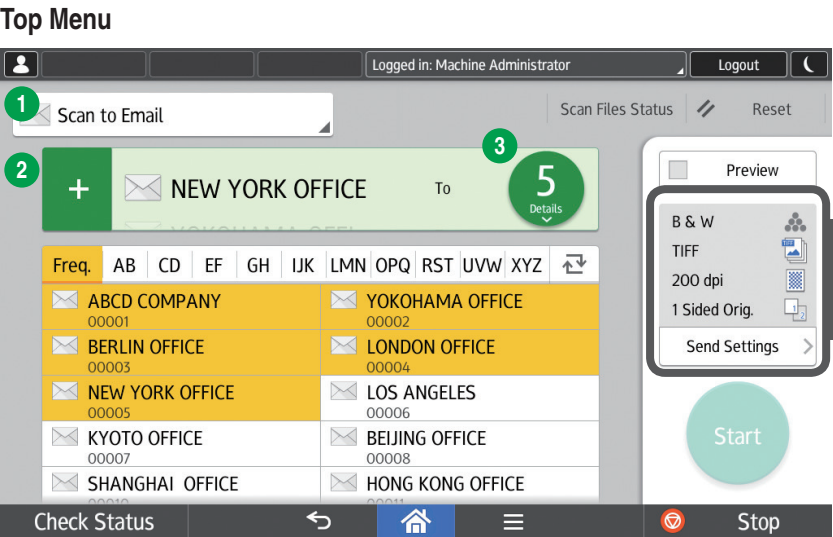 Top Menu
Logged in: Machine Administrator
Logout
1
Scan to Email
Scan Files Status
Reset
2
+
NEW YORK OFFICE
To
3
5
Details
Preview
B & W
TIFF
200 dpi
1 Sided Orig.
1 2
Send Settings
Freq. AB CD EF GH IJK LMN OPQ RST UVW XYZ
ABCD COMPANY
00001
YOKOHAMA OFFICE
00002
BERLIN OFFICE
00003
LONDON OFFICE
00004
NEW YORK OFFICE
00005
LOS ANGELES
00006
KYOTO OFFICE
00007
BEIJING OFFICE
00008
SHANGHAI OFFICE
HONG KONG OFFICE
Start
Check Status
Stop